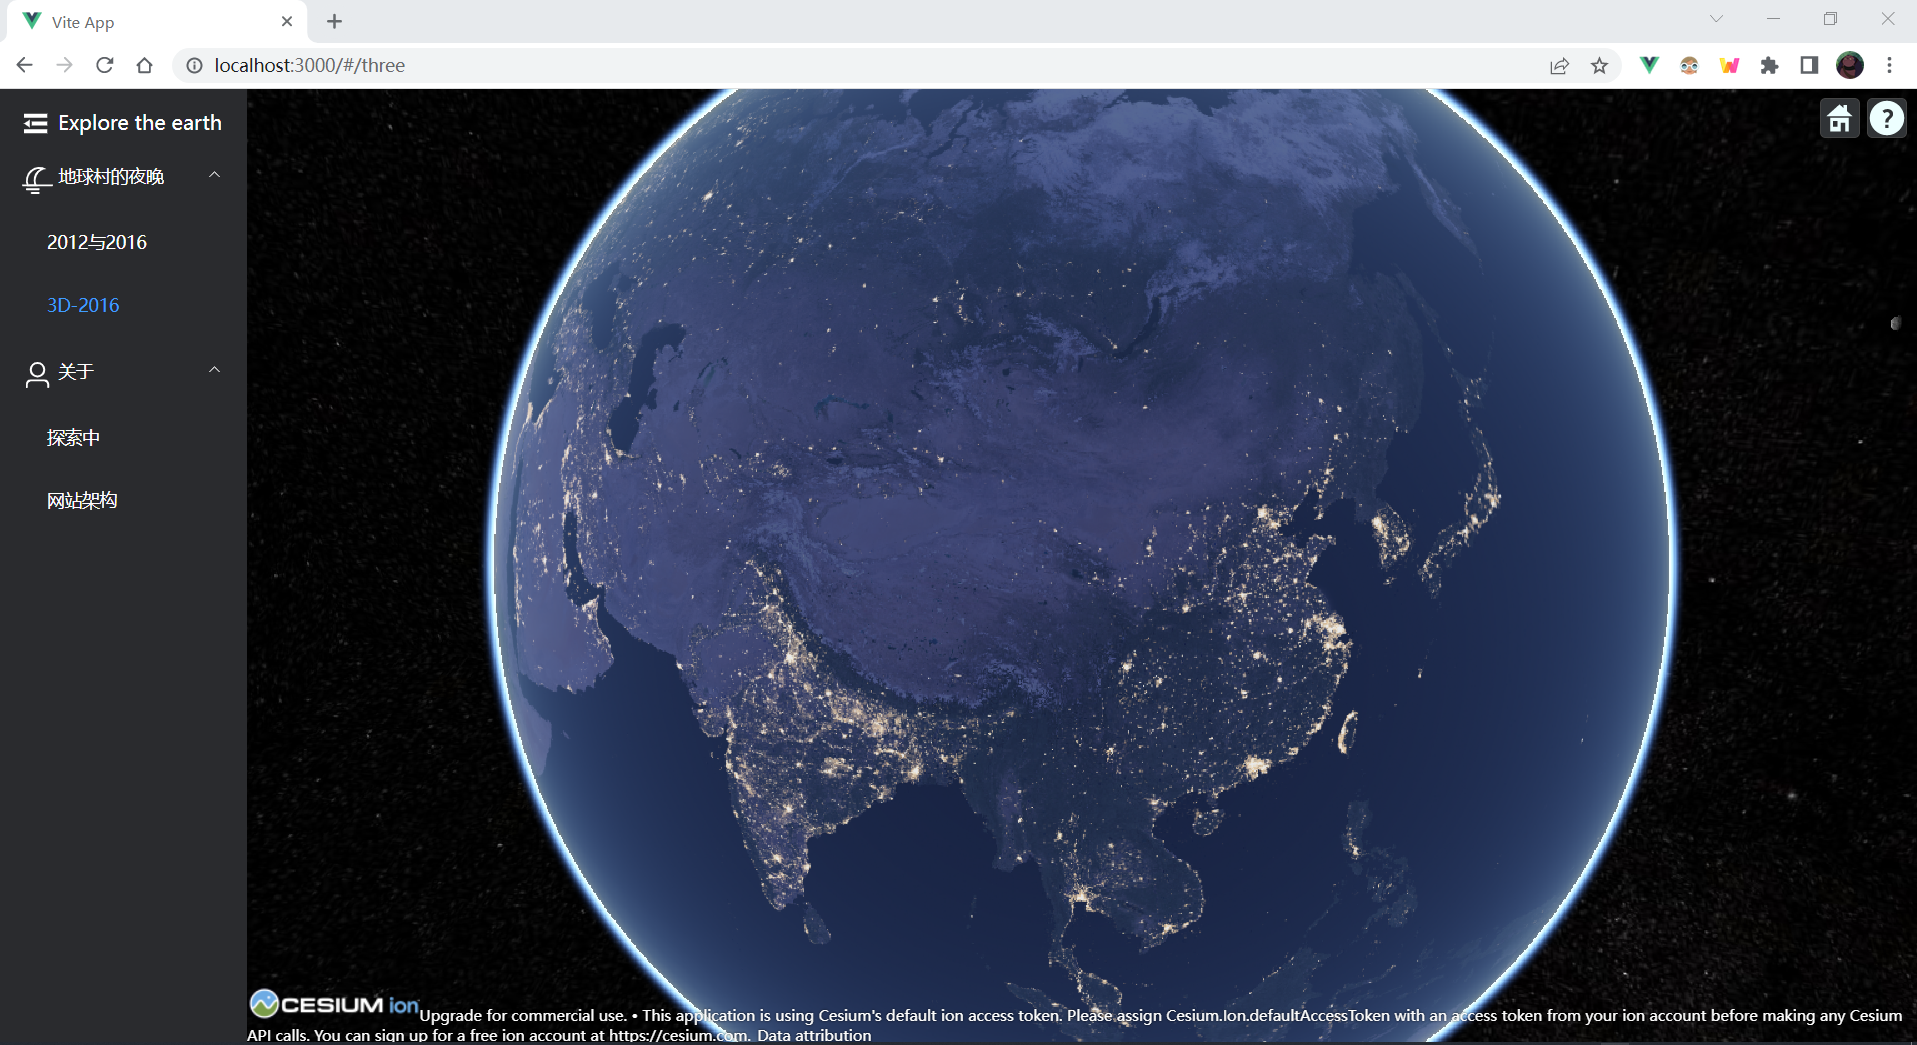 Vite App
localhost:3000/#/three
Explore the earth
地球村的夜晚
2012与2016
3D-2016
关于
探索中
网站架构
?
CESIUM ion Upgrade for commercial use. • This application is using Cesium's default ion access token. Please assign Cesium.Ion.defaultAccessToken with an access token from your ion account before making any Cesium
API calls. You can sign up for a free ion account at https://cesium.com. Data attribution